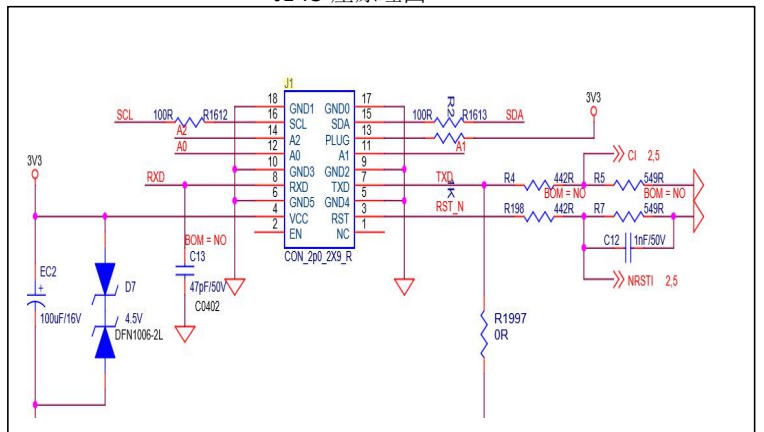 J1
18 GND1 GND0 17
SCL 100R R1612 16 SCL SDA 15 100R R1613 SDA
R2
3V3
A2 14 A2 PLUG 13
A0 12 A0 A1 11 A1
10 GND3 GND2 9
CI 2,5
RXD 8 RXD TXD 7 TXD R4 442R R5 549R
BOM = NO BOM = NO
1K
6 GND5 GND4 5
RST_N
3V3
4 VCC RST 3 R198 442R R7 549R
2 EN NC 1
CON_2p0_2X9_R
BOM = NO
C13
47pF/50V
C0402
C12 1nF/50V
NRSTI 2,5
EC2
+
100uF/16V
D7
4.5V
DFN1006-2L
R1997
0R